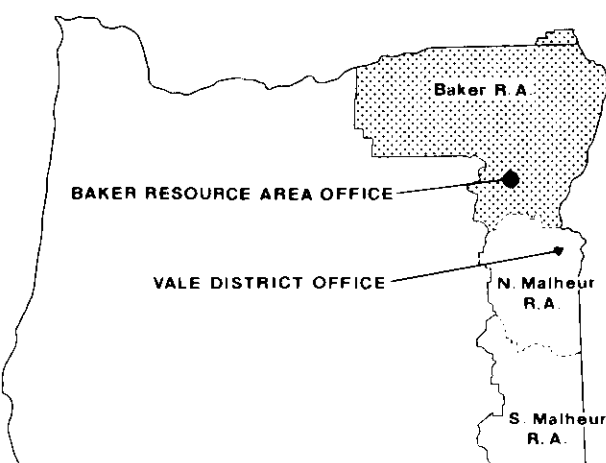 Baker R.A.
BAKER RESOURCE AREA OFFICE
VALE DISTRICT OFFICE
N. Malheur
R.A.
S. Malheur
R.A.